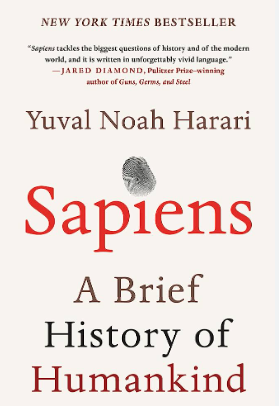 NEW YORK TIMES BESTSELLER
"Sapiens tackles the biggest questions of history and of the modern
world, and it is written in unforgettably vivid language."
—JARED DIAMOND, Pulitzer Prize–winning
author of Guns, Germs, and Steel
Yuval Noah Harari
Sapiens
A Brief
History of
Humankind